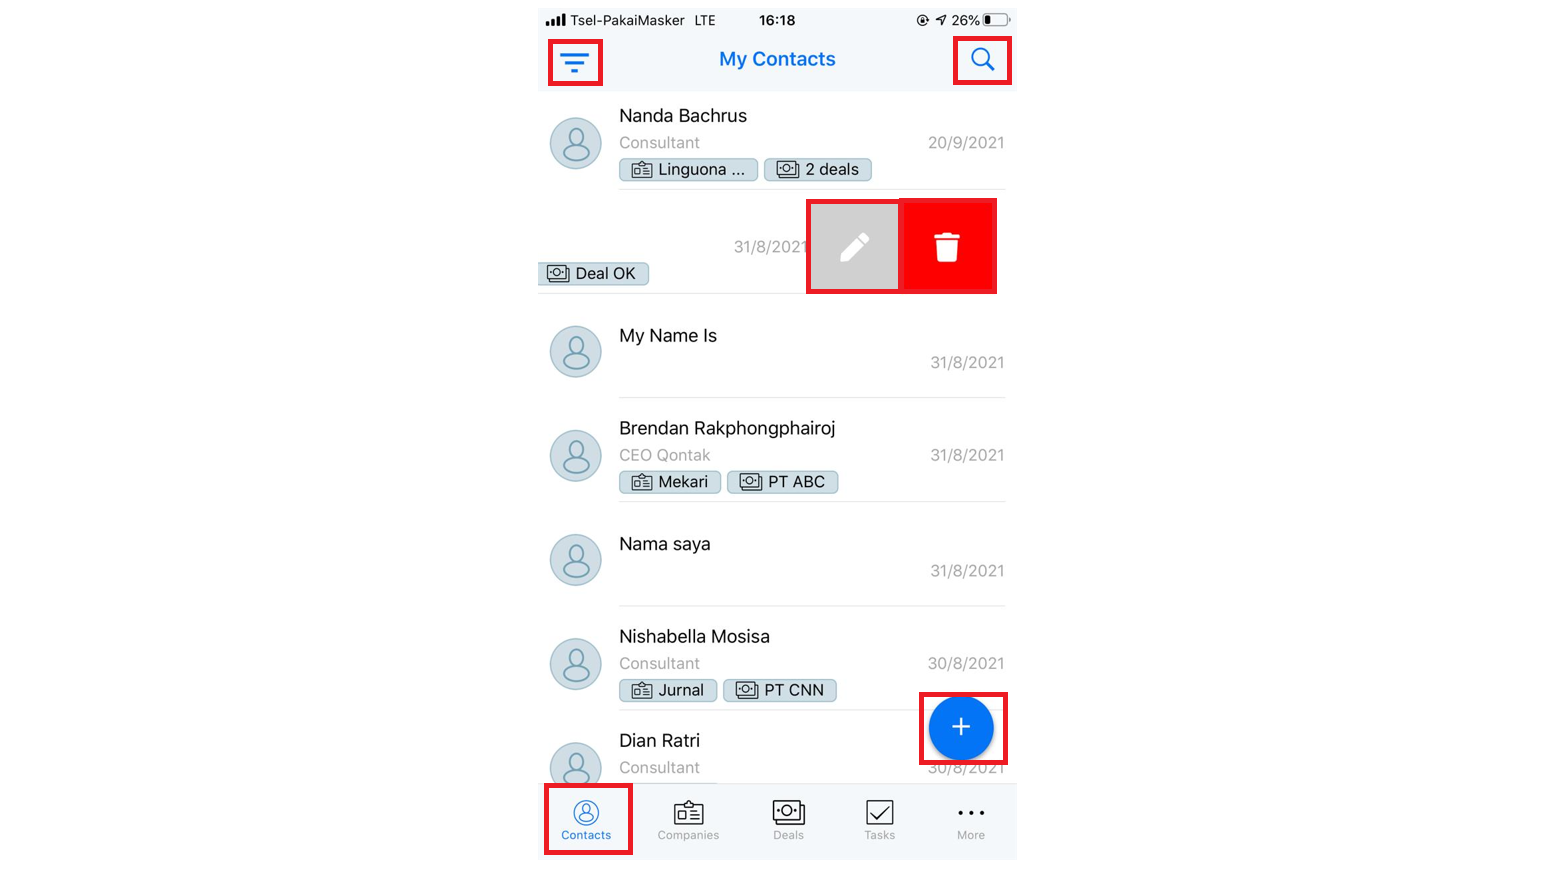 Tsel-PakaiMasker LTE 16:18 26%
My Contacts
Nanda Bachrus
Consultant 20/9/2021
Linguona ... 2 deals
31/8/2021
Deal OK
My Name Is
31/8/2021
Brendan Rakphongphairoj
CEO Qontak 31/8/2021
Mekari PT ABC
Nama saya
31/8/2021
Nishabella Mosisa
Consultant 30/8/2021
Jurnal PT CNN
Dian Ratri
Consultant 30/8/2021
Contacts Companies Deals Tasks More